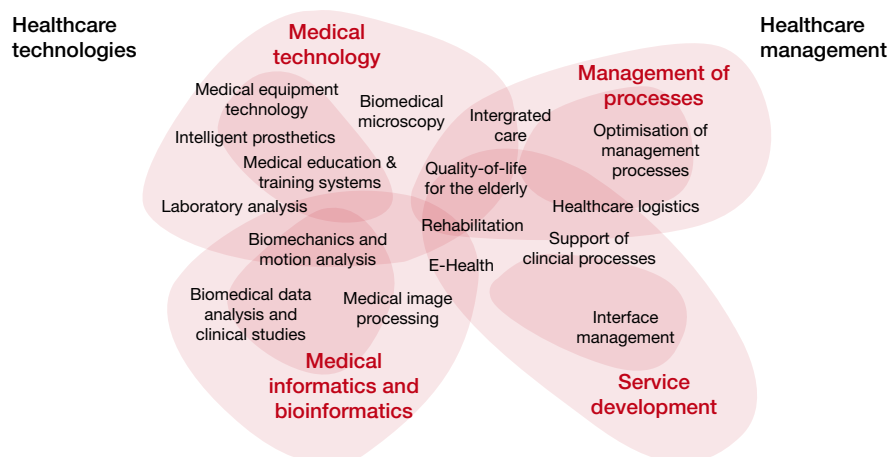 Healthcare
technologies
Healthcare
management
Medical
technology
Management of
processes
Medical equipment
technology
Biomedical
microscopy
Intergrated
care
Optimisation of
management
processes
Intelligent prosthetics
Medical education &
training systems
Quality-of-life
for the elderly
Laboratory analysis
Healthcare logistics
Rehabilitation
Biomechanics and
motion analysis
Support of
clincial processes
E-Health
Biomedical data
analysis and
clinical studies
Medical image
processing
Interface
management
Medical
informatics and
bioinformatics
Service
development